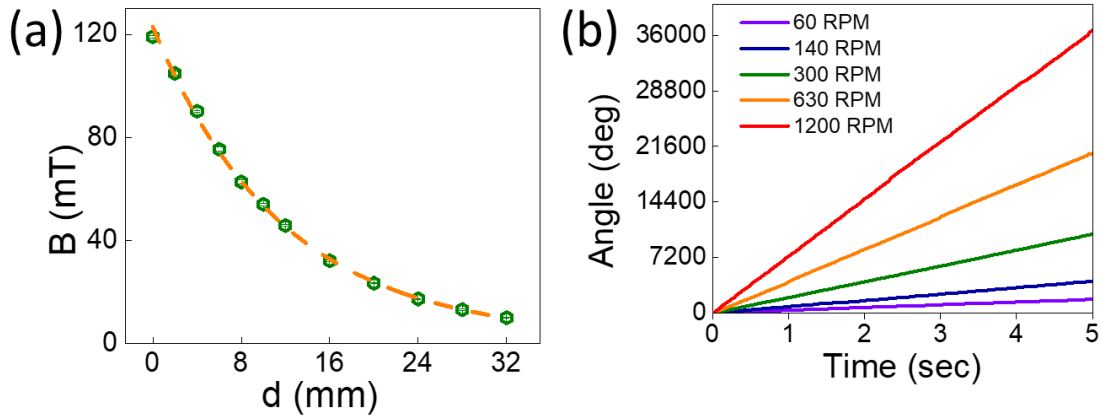 (a)
120
80
40
0
B (mT)
0 8 16 24 32
d (mm)
(b)
36000
28800
21600
14400
7200
0
Angle (deg)
60 RPM
140 RPM
300 RPM
630 RPM
1200 RPM
0 1 2 3 4 5
Time (sec)